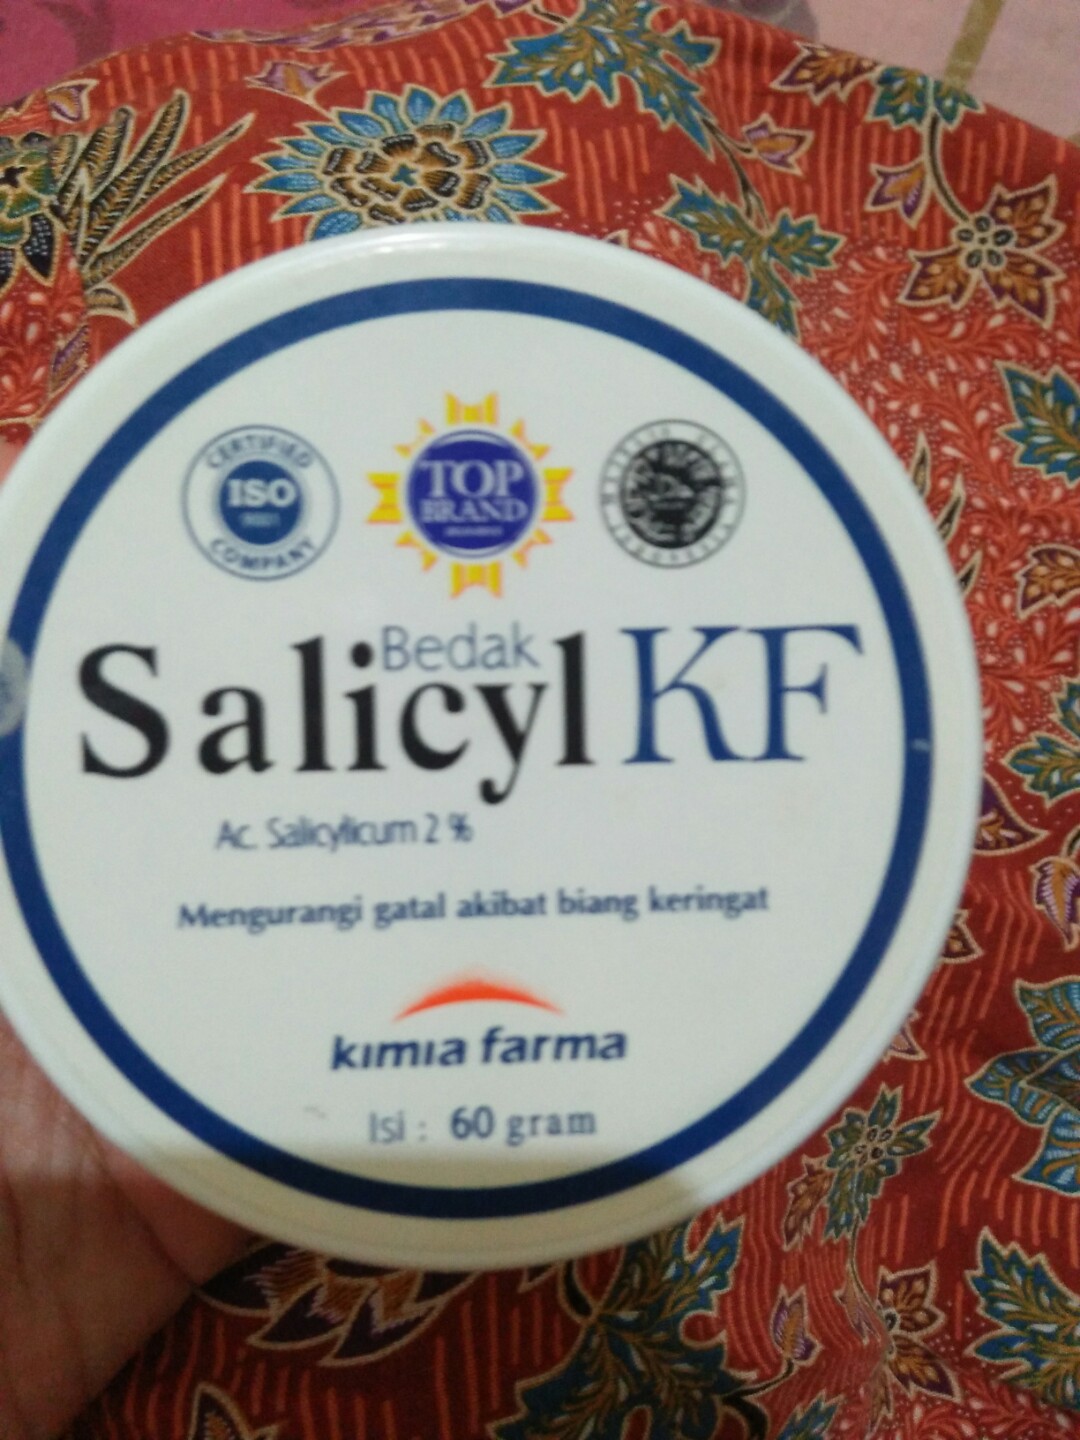 CERTIFIED
ISO
COMPANY
TOP
BRAND
Bedak
Salicyl KF
Ac. Salicylicum 2 %
Mengurangi gatal akibat biang keringat
kimia farma
Isi : 60 gram